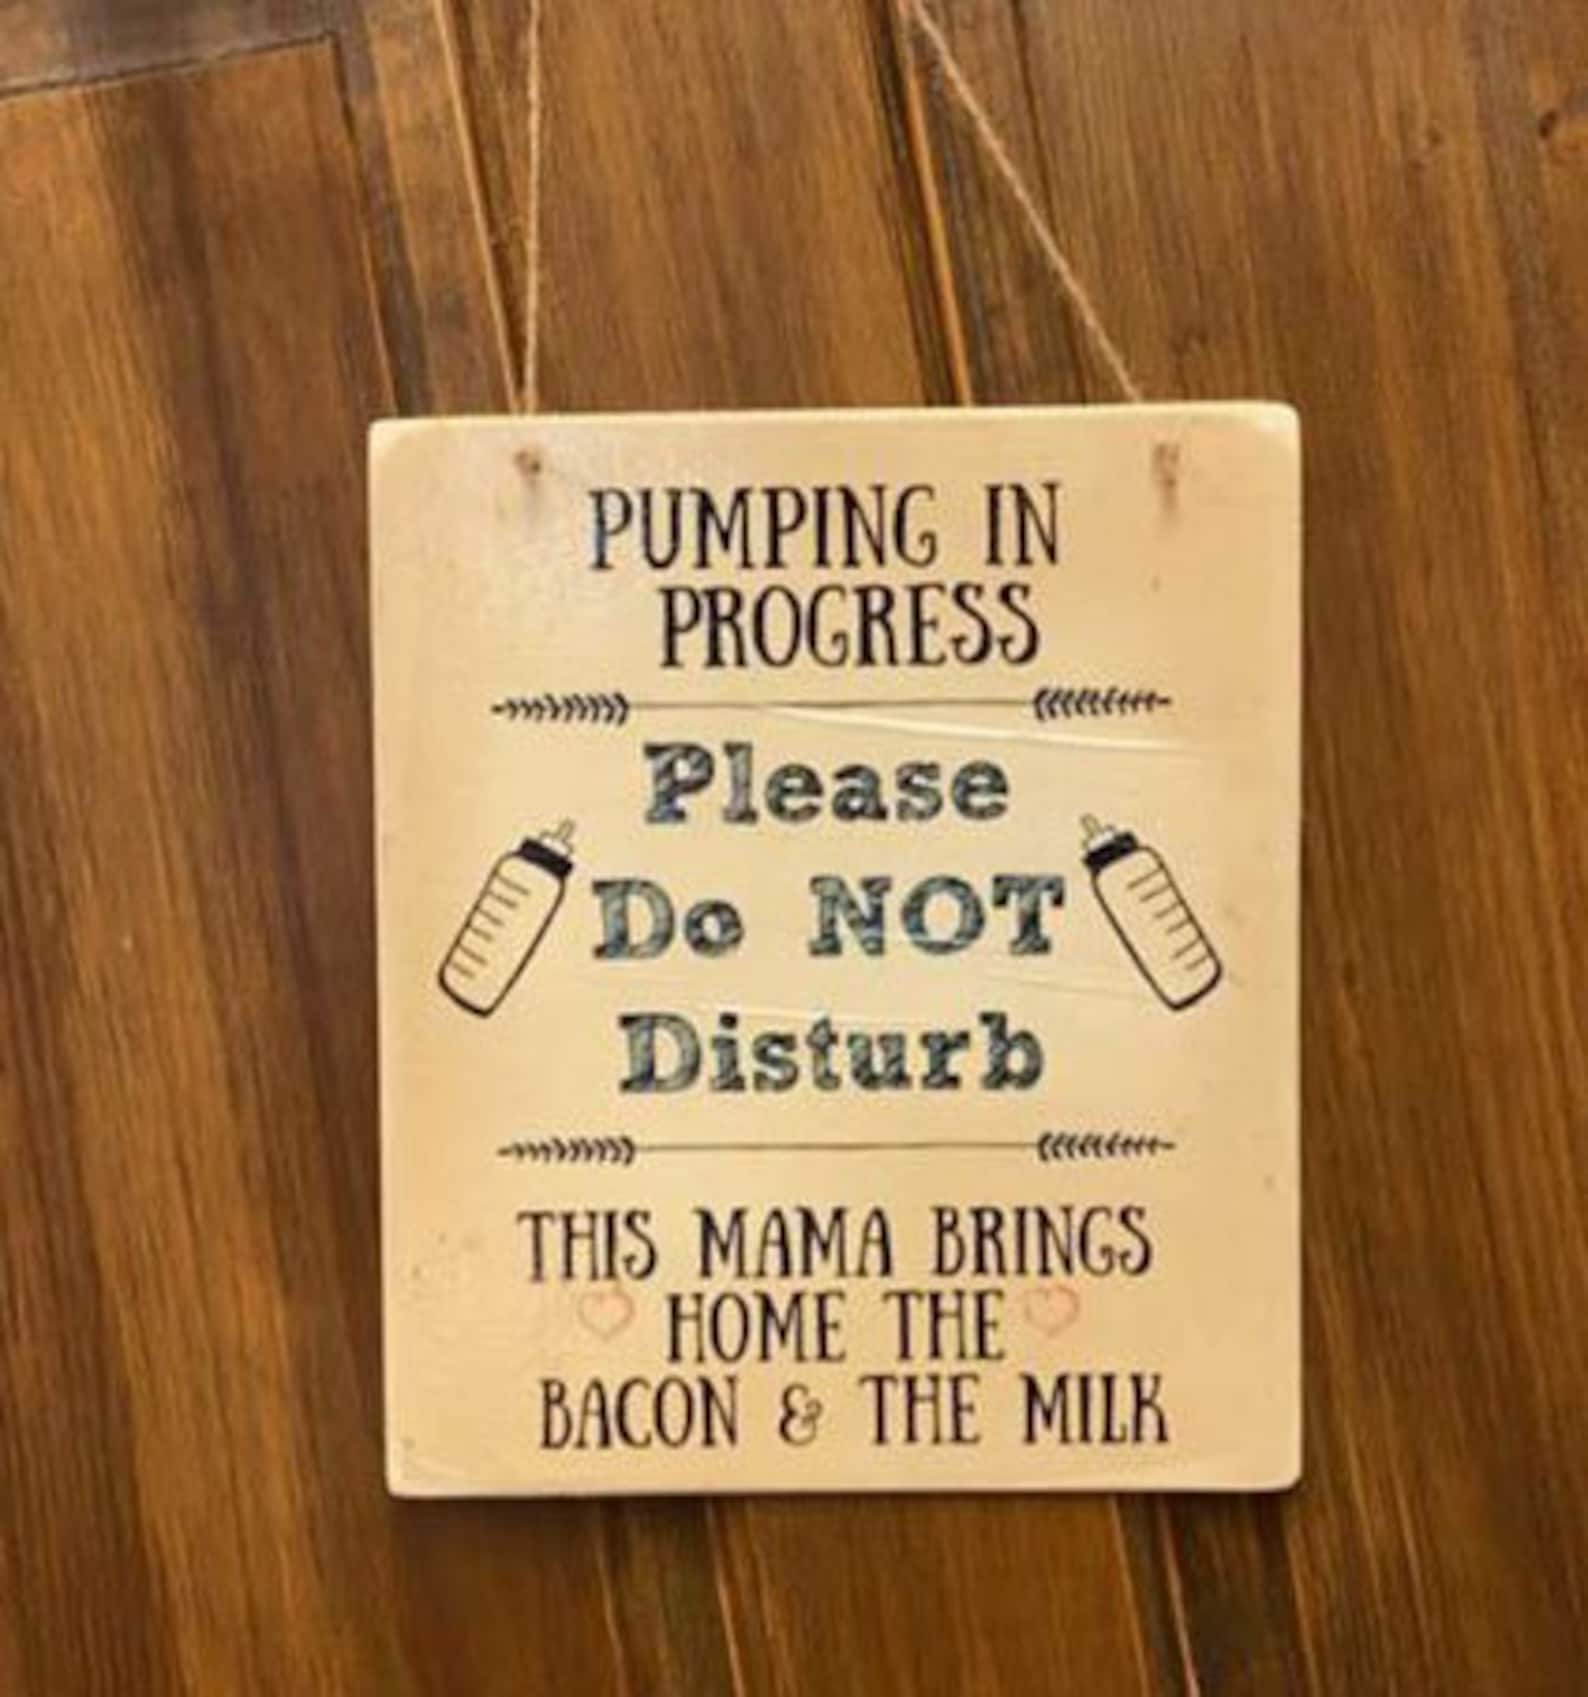 PUMPING IN
PROGRESS
Please
Do NOT
Disturb
THIS MAMA BRINGS
HOME THE
BACON & THE MILK